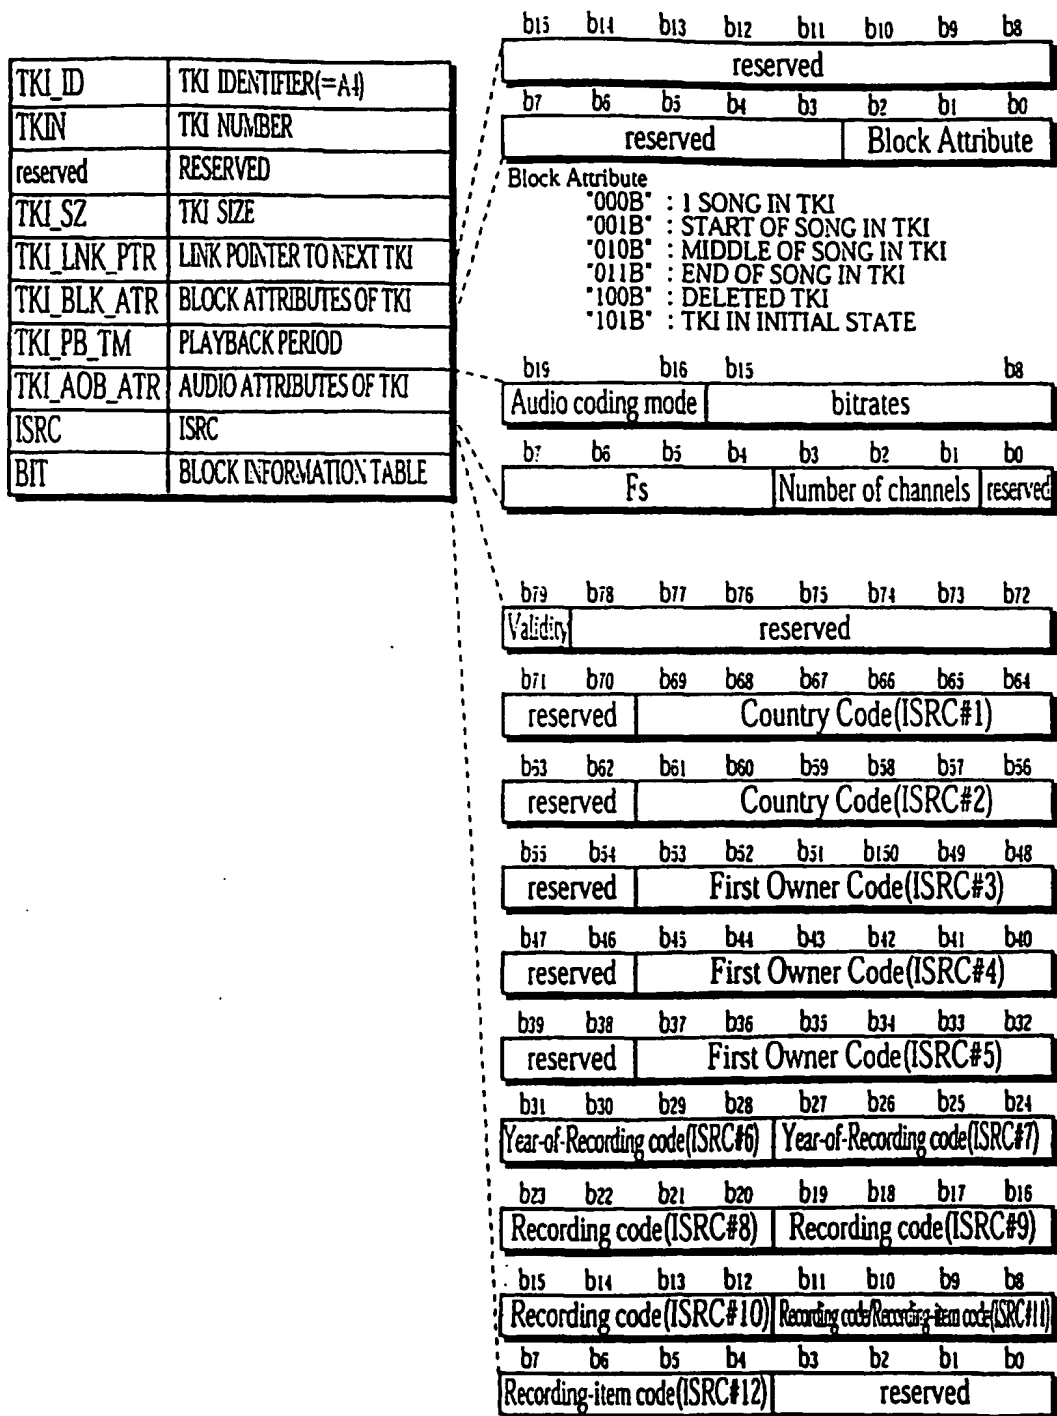 TKI_ID TKI IDENTIFIER(=A4)
TKIN TKI NUMBER
reserved RESERVED
TKI_SZ TKI SIZE
TKI_LNK_PTR LINK POINTER TO NEXT TKI
TKI_BLK_ATR BLOCK ATTRIBUTES OF TKI
TKI_PB_TM PLAYBACK PERIOD
TKI_AOB_ATR AUDIO ATTRIBUTES OF TKI
ISRC ISRC
BIT BLOCK INFORMATION TABLE
b15 b14 b13 b12 b11 b10 b9 b8
reserved
b7 b6 b5 b4 b3 b2 b1 b0
reserved Block Attribute
Block Attribute
"000B" : 1 SONG IN TKI
"001B" : START OF SONG IN TKI
"010B" : MIDDLE OF SONG IN TKI
"011B" : END OF SONG IN TKI
"100B" : DELETED TKI
"101B" : TKI IN INITIAL STATE
b19 b16 b15 b8
Audio coding mode bitrates
b7 b6 b5 b4 b3 b2 b1 b0
Fs Number of channels reserved
b79 b78 b77 b76 b75 b74 b73 b72
Validity reserved
b71 b70 b69 b68 b67 b66 b65 b64
reserved Country Code(ISRC#1)
b53 b62 b61 b60 b59 b58 b57 b56
reserved Country Code(ISRC#2)
b55 b54 b53 b52 b51 b150 b49 b48
reserved First Owner Code(ISRC#3)
b47 b46 b45 b44 b43 b42 b41 b40
reserved First Owner Code(ISRC#4)
b39 b38 b37 b36 b35 b34 b33 b32
reserved First Owner Code(ISRC#5)
b31 b30 b29 b28 b27 b26 b25 b24
Year-of-Recording code(ISRC#6) Year-of-Recording code(ISRC#7)
b23 b22 b21 b20 b19 b18 b17 b16
Recording code(ISRC#8) Recording code(ISRC#9)
b15 b14 b13 b12 b11 b10 b9 b8
Recording code(ISRC#10) Recording code/Recording-item code(ISRC#11)
b7 b6 b5 b4 b3 b2 b1 b0
Recording-item code(ISRC#12) reserved